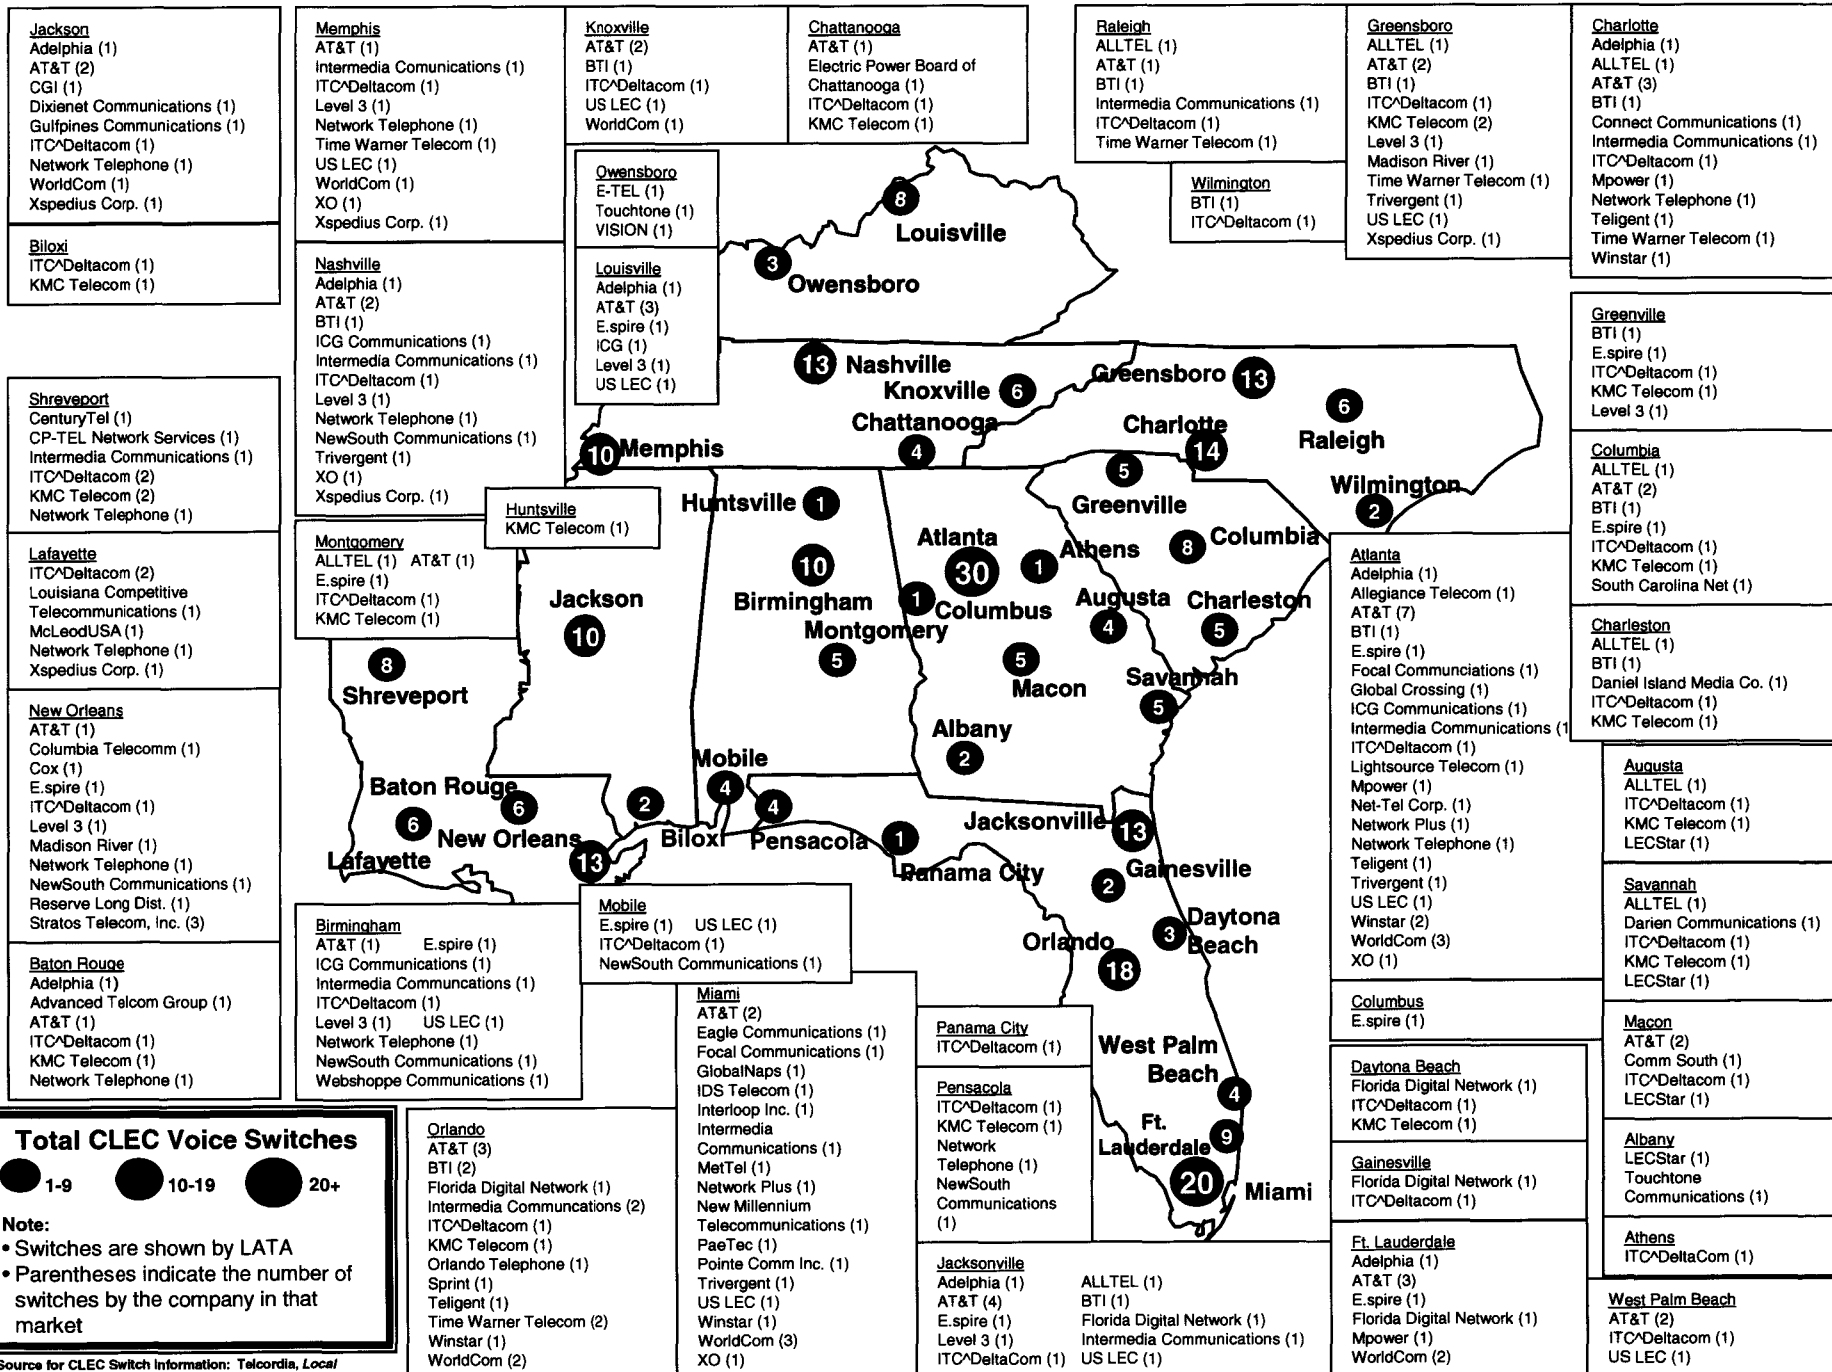 Jackson
Adelphia (1)
AT&T (2)
CGI (1)
Dixienet Communications (1)
Gulfpines Communications (1)
ITC^Deltacom (1)
Network Telephone (1)
WorldCom (1)
Xspedius Corp. (1)
Biloxi
ITC^Deltacom (1)
KMC Telecom (1)
Shreveport
CenturyTel (1)
CP-TEL Network Services (1)
Intermedia Communications (1)
ITC^Deltacom (2)
KMC Telecom (2)
Network Telephone (1)
Lafayette
ITC^Deltacom (2)
Louisiana Competitive
Telecommunications (1)
McLeodUSA (1)
Network Telephone (1)
Xspedius Corp. (1)
New Orleans
AT&T (1)
Columbia Telecomm (1)
Cox (1)
E.spire (1)
ITC^Deltacom (1)
Level 3 (1)
Madison River (1)
Network Telephone (1)
NewSouth Communications (1)
Reserve Long Dist. (1)
Stratos Telecom, Inc. (3)
Baton Rouge
Adelphia (1)
Advanced Telcom Group (1)
AT&T (1)
ITC^Deltacom (1)
KMC Telecom (1)
Network Telephone (1)
Memphis
AT&T (1)
Intermedia Comunications (1)
ITC^Deltacom (1)
Level 3 (1)
Network Telephone (1)
Time Warner Telecom (1)
US LEC (1)
WorldCom (1)
XO (1)
Xspedius Corp. (1)
Nashville
Adelphia (1)
AT&T (2)
BTI (1)
ICG Communications (1)
Intermedia Communications (1)
ITC^Deltacom (1)
Level 3 (1)
Network Telephone (1)
NewSouth Communications (1)
Trivergent (1)
XO (1)
Xspedius Corp. (1)
Huntsville
KMC Telecom (1)
Montgomery
ALLTEL (1) AT&T (1)
E.spire (1)
ITC^Deltacom (1)
KMC Telecom (1)
Knoxville
AT&T (2)
BTI (1)
ITC^Deltacom (1)
US LEC (1)
WorldCom (1)
Chattanooga
AT&T (1)
Electric Power Board of
Chattanooga (1)
ITC^Deltacom (1)
KMC Telecom (1)
Owensboro
E-TEL (1)
Touchtone (1)
VISION (1)
Louisville
Adelphia (1)
AT&T (3)
E.spire (1)
ICG (1)
Level 3 (1)
US LEC (1)
Raleigh
ALLTEL (1)
AT&T (1)
BTI (1)
Intermedia Communications (1)
ITC^Deltacom (1)
Time Warner Telecom (1)
Wilmington
BTI (1)
ITC^Deltacom (1)
Greensboro
ALLTEL (1)
AT&T (2)
BTI (1)
ITC^Deltacom (1)
KMC Telecom (2)
Level 3 (1)
Madison River (1)
Time Warner Telecom (1)
Trivergent (1)
US LEC (1)
Xspedius Corp. (1)
Charlotte
Adelphia (1)
ALLTEL (1)
AT&T (3)
BTI (1)
Connect Communications (1)
Intermedia Communications (1)
ITC^Deltacom (1)
Mpower (1)
Network Telephone (1)
Teligent (1)
Time Warner Telecom (1)
Winstar (1)
Greenville
BTI (1)
E.spire (1)
ITC^Deltacom (1)
KMC Telecom (1)
Level 3 (1)
Columbia
ALLTEL (1)
AT&T (2)
BTI (1)
E.spire (1)
ITC^Deltacom (1)
KMC Telecom (1)
South Carolina Net (1)
Charleston
ALLTEL (1)
BTI (1)
Daniel Island Media Co. (1)
ITC^Deltacom (1)
KMC Telecom (1)
8
Louisville
3
Owensboro
13 Nashville
Knoxville 6
Chattanooga
4
10 Memphis
Greensboro 13
6
Raleigh
Charlotte
14
5
Greenville
Wilmington
2
Huntsville 1
10
Birmingham
Montgomery
5
Jackson
10
Atlanta
30
Athens
1
1
Columbus
8 Columbia
Augusta
4
Charleston
5
5
Macon
Savannah
5
Albany
2
8
Shreveport
Baton Rouge
6
6
Lafayette
New Orleans
13
2
Biloxi
Mobile
4
4
Pensacola
1
Panama City
Jacksonville 13
Gainesville
2
Daytona
Beach
3
Orlando
18
West Palm
Beach
4
Ft.
Lauderdale
9
20
Miami
Atlanta
Adelphia (1)
Allegiance Telecom (1)
AT&T (7)
BTI (1)
E.spire (1)
Focal Communciations (1)
Global Crossing (1)
ICG Communications (1)
Intermedia Communications (1
ITC^Deltacom (1)
Lightsource Telecom (1)
Mpower (1)
Net-Tel Corp. (1)
Network Plus (1)
Network Telephone (1)
Teligent (1)
Trivergent (1)
US LEC (1)
Winstar (2)
WorldCom (3)
XO (1)
Columbus
E.spire (1)
Augusta
ALLTEL (1)
ITC^Deltacom (1)
KMC Telecom (1)
LECStar (1)
Savannah
ALLTEL (1)
Darien Communications (1)
ITC^Deltacom (1)
KMC Telecom (1)
LECStar (1)
Macon
AT&T (2)
Comm South (1)
ITC^Deltacom (1)
LECStar (1)
Albany
LECStar (1)
Touchtone
Communications (1)
Athens
ITC^DeltaCom (1)
Birmingham
AT&T (1) E.spire (1)
ICG Communications (1)
Intermedia Communcations (1)
ITC^Deltacom (1)
Level 3 (1) US LEC (1)
Network Telephone (1)
NewSouth Communications (1)
Webshoppe Communications (1)
Mobile
E.spire (1) US LEC (1)
ITC^Deltacom (1)
NewSouth Communications (1)
Miami
AT&T (2)
Eagle Communications (1)
Focal Communications (1)
GlobalNaps (1)
IDS Telecom (1)
Interloop Inc. (1)
Intermedia
Communications (1)
MetTel (1)
Network Plus (1)
New Millennium
Telecommunications (1)
PaeTec (1)
Pointe Comm Inc. (1)
Trivergent (1)
US LEC (1)
Winstar (1)
WorldCom (3)
XO (1)
Panama City
ITC^Deltacom (1)
Pensacola
ITC^Deltacom (1)
KMC Telecom (1)
Network
Telephone (1)
NewSouth
Communications
(1)
Daytona Beach
Florida Digital Network (1)
ITC^Deltacom (1)
KMC Telecom (1)
Gainesville
Florida Digital Network (1)
ITC^Deltacom (1)
Ft. Lauderdale
Adelphia (1)
AT&T (3)
E.spire (1)
Florida Digital Network (1)
Mpower (1)
WorldCom (2)
West Palm Beach
AT&T (2)
ITC^Deltacom (1)
US LEC (1)
Jacksonville
Adelphia (1) ALLTEL (1)
AT&T (4) BTI (1)
E.spire (1) Florida Digital Network (1)
Level 3 (1) Intermedia Communications (1)
ITC^DeltaCom (1) US LEC (1)
Orlando
AT&T (3)
BTI (2)
Florida Digital Network (1)
Intermedia Communcations (2)
ITC^Deltacom (1)
KMC Telecom (1)
Orlando Telephone (1)
Sprint (1)
Teligent (1)
Time Warner Telecom (2)
Winstar (1)
WorldCom (2)
Total CLEC Voice Switches
1-9 10-19 20+
Note:
• Switches are shown by LATA
• Parentheses indicate the number of
switches by the company in that
market
Source for CLEC Switch Information: Telcordia, Local